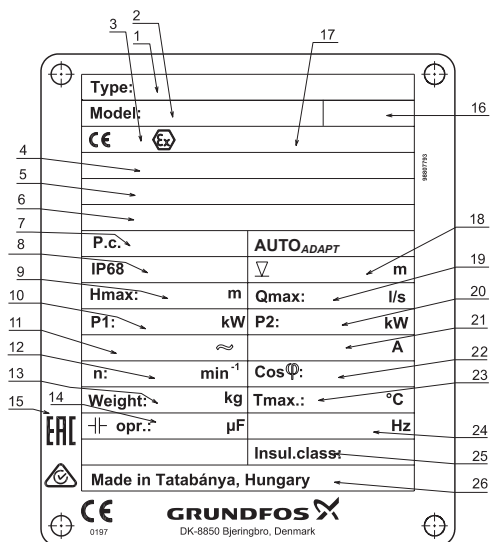 3
2
1
17
Type:
Model:
16
CE Ex
4
5
6
98807793
7
P.c.
AUTOADAPT
18
8
IP68
m
19
9
Hmax: m
Qmax: l/s
20
10
P1: kW
P2: kW
21
11
A
22
12
n: min-1
Cosφ:
23
13
Weight: kg
Tmax.: °C
15
14
EAC
opr.: µF
Hz
24
Insul.class:
25
Made in Tatabánya, Hungary
26
CE
0197
GRUNDFOS
DK-8850 Bjeringbro, Denmark